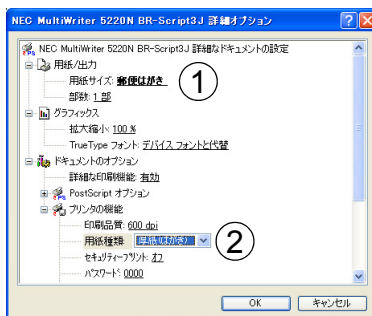 NEC MultiWriter 5220N BR-Script3J 詳細オプション
NEC MultiWriter 5220N BR-Script3J 詳細なドキュメントの設定
用紙/出力
用紙サイズ: 郵便はがき
①
部数: 1 部
グラフィックス
拡大縮小: 100 %
TrueType フォント: デバイス フォントと代替
ドキュメントのオプション
詳細な印刷機能: 有効
PostScript オプション
プリンタの機能
印刷品質: 600 dpi
用紙種類: 厚紙(はがき)
②
セキュリティープリント: オフ
パスワード: 0000
OK キャンセル